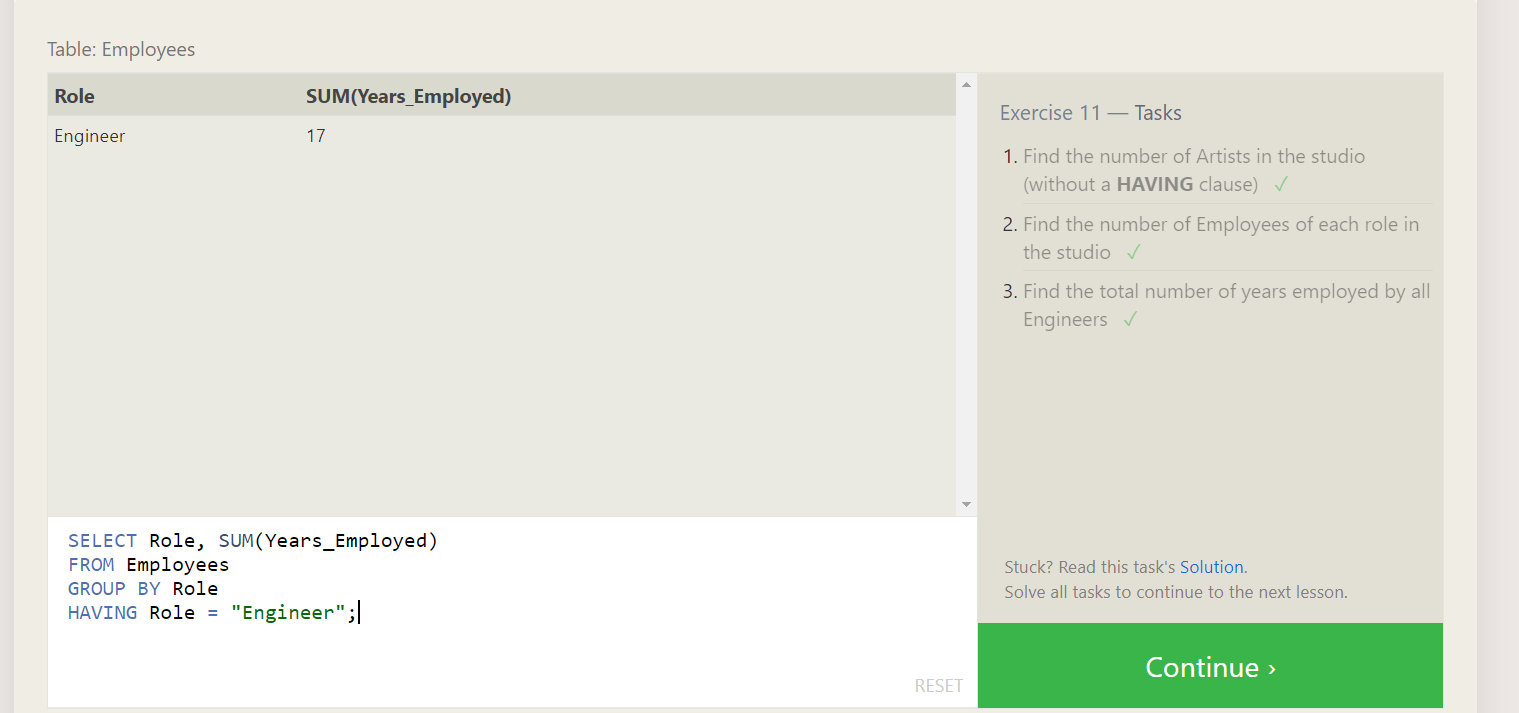 Table: Employees
Role SUM(Years_Employed)
Engineer 17
SELECT Role, SUM(Years_Employed)
FROM Employees
GROUP BY Role
HAVING Role = "Engineer";
RESET
Exercise 11 — Tasks
1. Find the number of Artists in the studio
(without a HAVING clause) ✓
2. Find the number of Employees of each role in
the studio ✓
3. Find the total number of years employed by all
Engineers ✓
Stuck? Read this task's Solution.
Solve all tasks to continue to the next lesson.
Continue ›